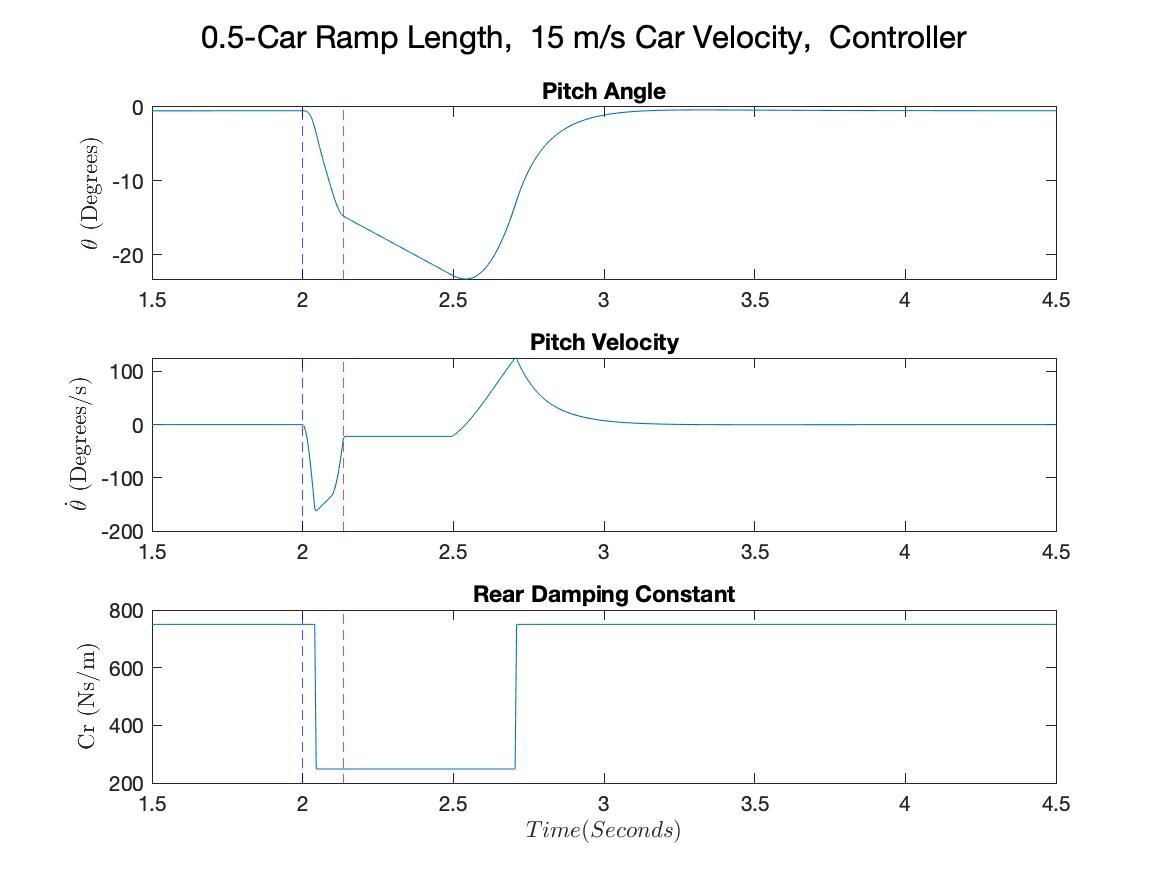 0.5-Car Ramp Length,  15 m/s Car Velocity,  Controller
Pitch Angle
0
-10
-20
θ (Degrees)
1.5 2 2.5 3 3.5 4 4.5
Pitch Velocity
100
0
-100
-200
θ̇ (Degrees/s)
1.5 2 2.5 3 3.5 4 4.5
Rear Damping Constant
800
600
400
200
Cr (Ns/m)
1.5 2 2.5 3 3.5 4 4.5
Time(Seconds)